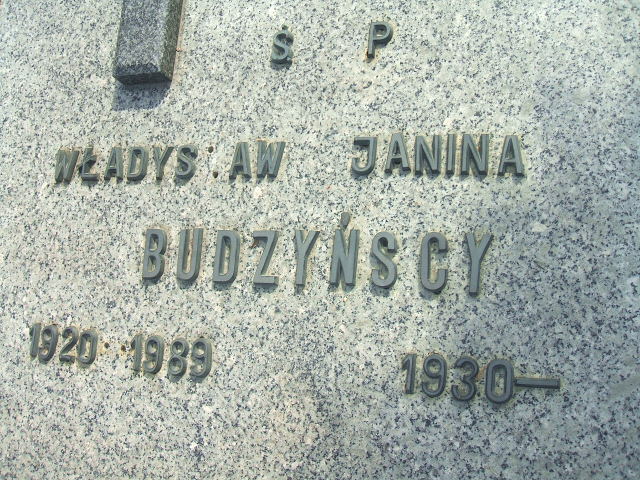 Ś P
WŁADYS AW JANINA
BUDZYŃSCY
1920 1989 1930-